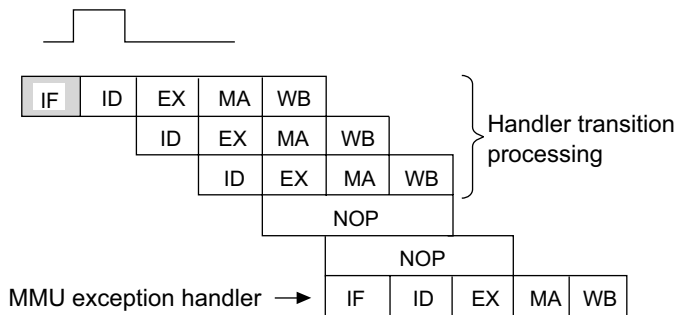 IF ID EX MA WB
ID EX MA WB
ID EX MA WB
Handler transition
processing
NOP
NOP
MMU exception handler IF ID EX MA WB